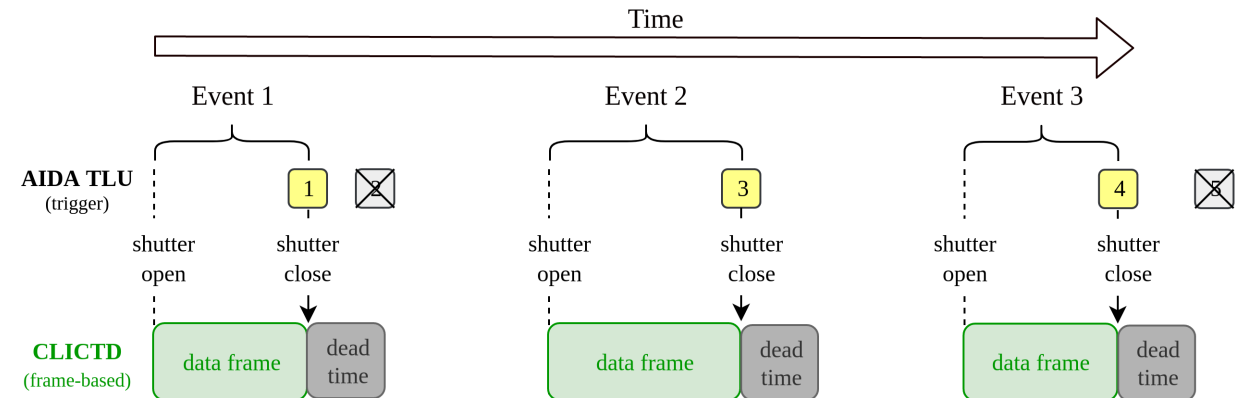 Time
Event 1 Event 2 Event 3
AIDA TLU
(trigger)
1 2 3 4 5
shutter shutter shutter shutter shutter shutter
open close open close open close
CLICTD
(frame-based)
data frame dead time data frame dead time data frame dead time